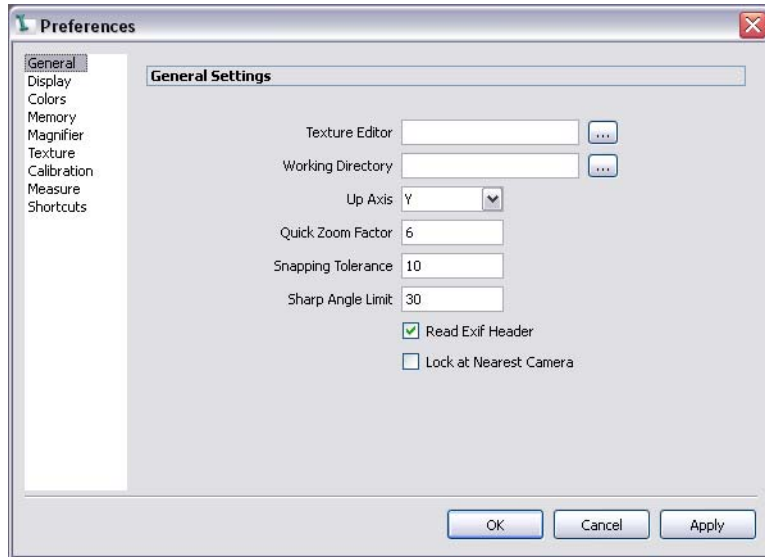 Preferences
General
Display
Colors
Memory
Magnifier
Texture
Calibration
Measure
Shortcuts
General Settings
Texture Editor ...
Working Directory ...
Up Axis Y
Quick Zoom Factor 6
Snapping Tolerance 10
Sharp Angle Limit 30
Read Exif Header
Lock at Nearest Camera
OK Cancel Apply